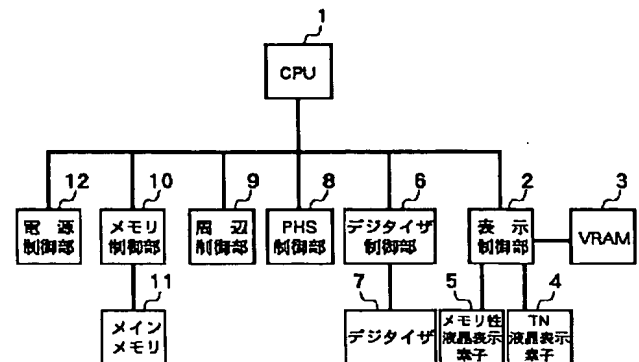 1
CPU
12
10
9
8
6
2
3
電源
制御部
メモリ
制御部
周辺
制御部
PHS
制御部
デジタイザ
制御部
表示
制御部
VRAM
11
7
5
4
メイン
メモリ
デジタイザ
メモリ性
液晶表示
素子
TN
液晶表示
素子